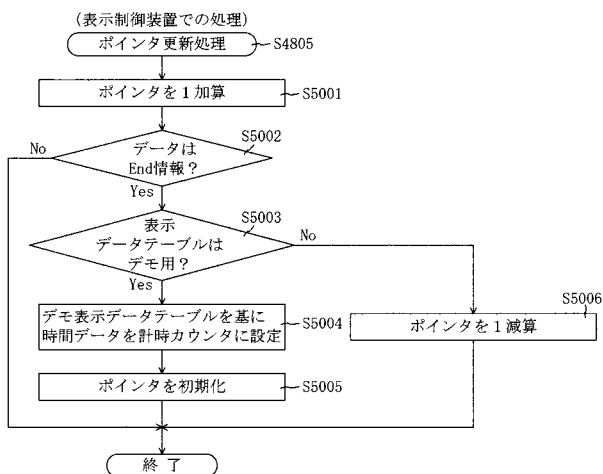 (表示制御装置での処理)
ポインタ更新処理
S4805
ポインタを1加算
S5001
S5002
No
データは
End情報?
Yes
S5003
表示
データテーブルは
デモ用?
No
Yes
デモ表示データテーブルを基に
時間データを計時カウンタに設定
S5004
S5006
ポインタを1減算
ポインタを初期化
S5005
終了